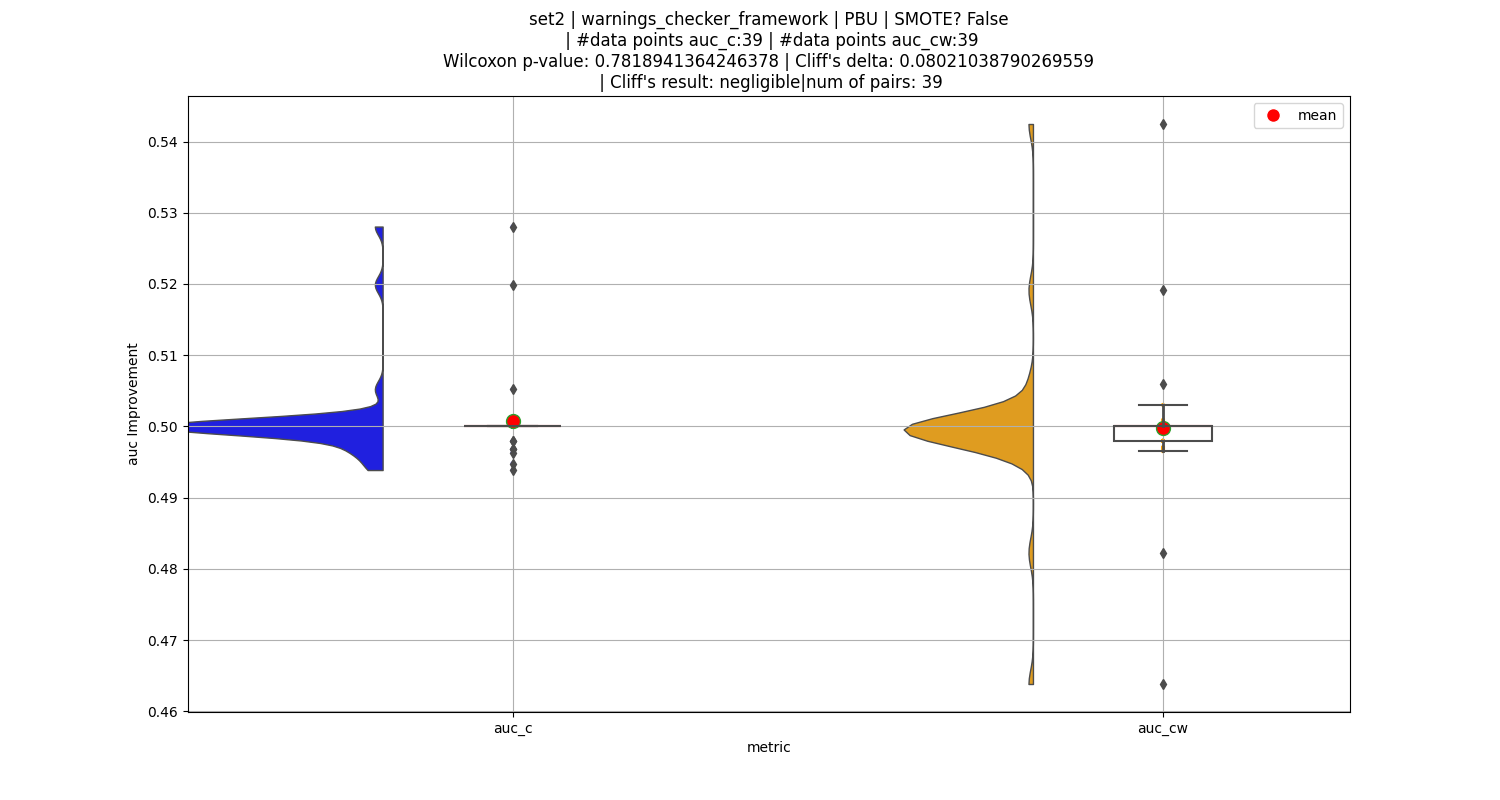 set2 | warnings_checker_framework | PBU | SMOTE? False
| #data points auc_c:39 | #data points auc_cw:39
Wilcoxon p-value: 0.7818941364246378 | Cliff's delta: 0.08021038790269559
| Cliff's result: negligible|num of pairs: 39
mean
0.54
0.53
0.52
0.51
0.50
0.49
0.48
0.47
0.46
auc Improvement
auc_c
auc_cw
metric